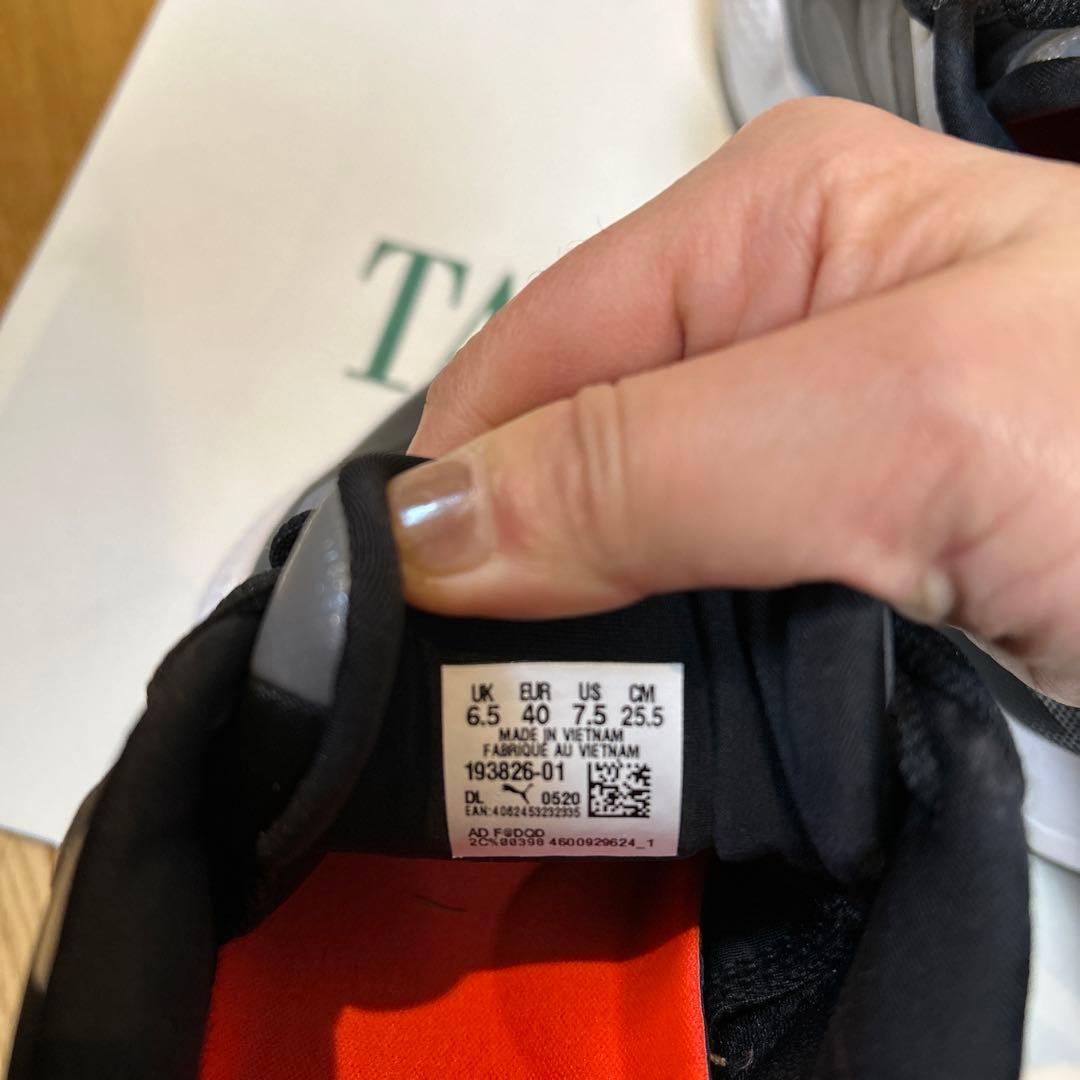 TA
UK EUR US CM
6.5 40 7.5 25.5
MADE IN VIETNAM
FABRIQUE AU VIETNAM
193826-01
DL 0520
EAN:4062453232335
AD F@DQD
2C%00398 4600929624_1